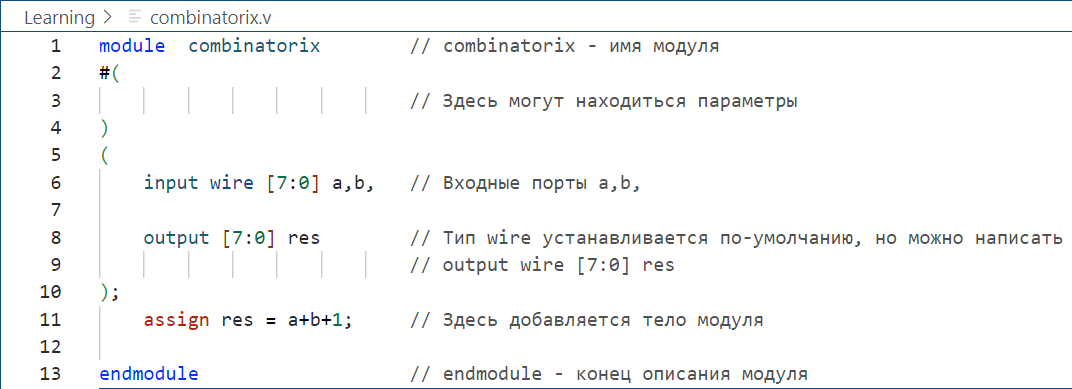 Learning > combinatorix.v
1 module combinatorix // combinatorix - имя модуля
2 #(
3 // Здесь могут находиться параметры
4 )
5 (
6 input wire [7:0] a,b, // Входные порты a,b,
7
8 output [7:0] res // Тип wire устанавливается по-умолчанию, но можно написать
9 // output wire [7:0] res
10 );
11 assign res = a+b+1; // Здесь добавляется тело модуля
12
13 endmodule // endmodule - конец описания модуля